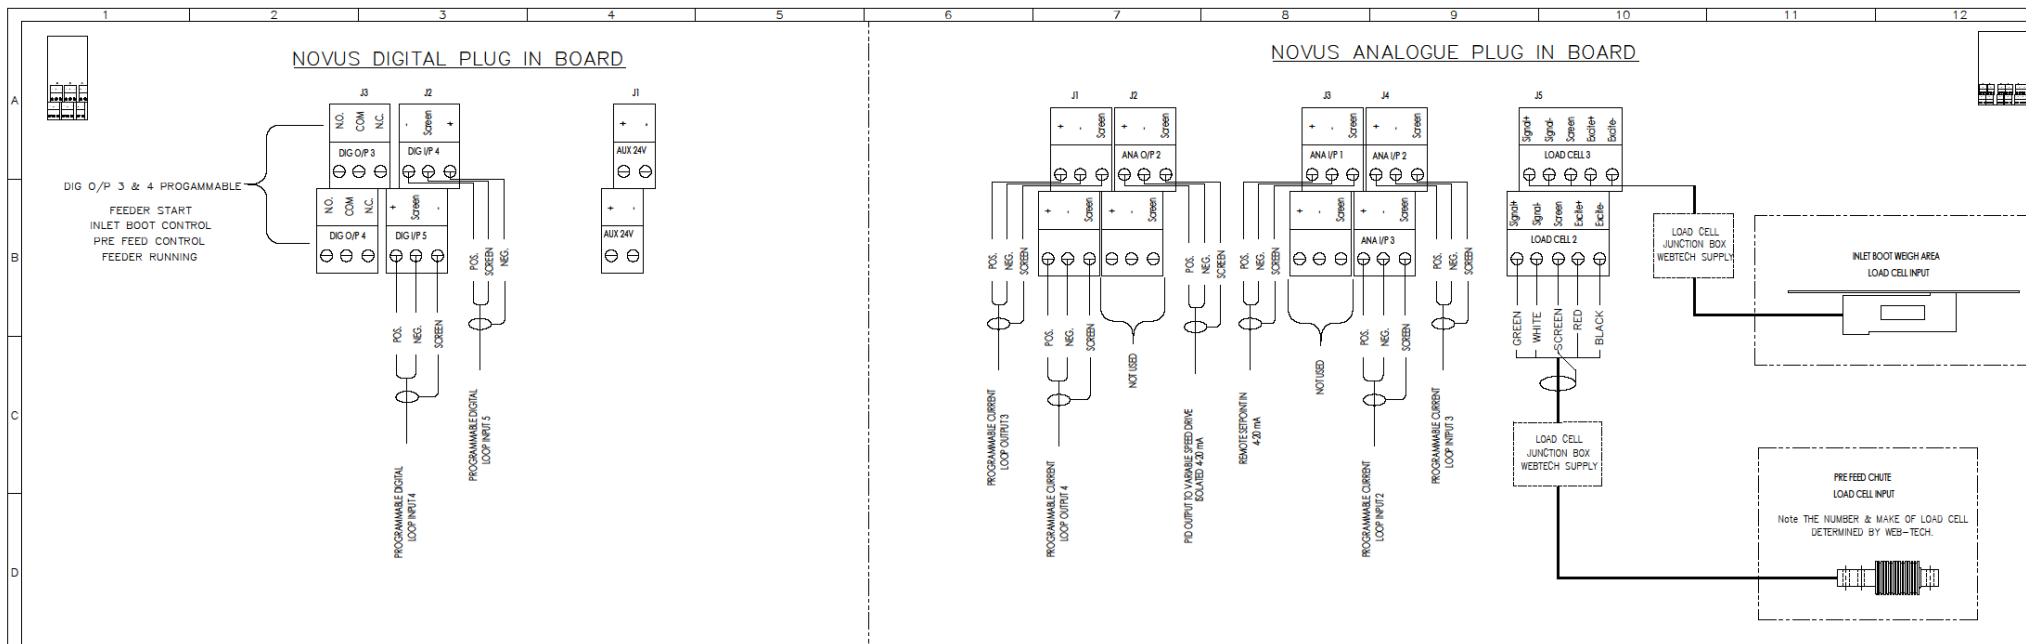 1 2 3 4 5 6 7 8 9 10 11 12
A
B
C
D
NOVUS DIGITAL PLUG IN BOARD
J3
J2
J1
N.O.
COM
N.C.
DIG O/P 3
-
Screen
+
DIG I/P 4
+
-
AUX 24V
DIG O/P 3 & 4 PROGAMMABLE
FEEDER START
INLET BOOT CONTROL
PRE FEED CONTROL
FEEDER RUNNING
N.O.
COM
N.C.
DIG O/P 4
+
Screen
-
DIG I/P 5
+
-
AUX 24V
POS.
SCREEN
NEG.
POS.
NEG.
SCREEN
PROGRAMMABLE DIGITAL
LOOP INPUT 4
PROGRAMMABLE DIGITAL
LOOP INPUT 5
NOVUS ANALOGUE PLUG IN BOARD
J1
J2
J3
J4
J5
+
-
Screen
+
-
Screen
ANA O/P 2
+
-
Screen
ANA I/P 1
+
-
Screen
ANA I/P 2
Signal+
Signal-
Screen
Excite+
Excite-
LOAD CELL 3
+
-
Screen
+
-
Screen
+
-
Screen
+
-
Screen
ANA I/P 3
Signal+
Signal-
Screen
Excite+
Excite-
LOAD CELL 2
POS.
NEG.
SCREEN
POS.
NEG.
SCREEN
NOT USED
POS.
NEG.
SCREEN
POS.
NEG.
SCREEN
NOT USED
POS.
NEG.
SCREEN
POS.
NEG.
SCREEN
GREEN
WHITE
SCREEN
RED
BLACK
PROGRAMMABLE CURRENT
LOOP OUTPUT 3
PROGRAMMABLE CURRENT
LOOP OUTPUT 4
PID OUTPUT TO VARIABLE SPEED DRIVE
ISOLATED 4-20 mA
REMOTE SETPOINT IN
4-20 mA
PROGRAMMABLE CURRENT
LOOP INPUT 2
PROGRAMMABLE CURRENT
LOOP INTPUT 3
LOAD CELL
JUNCTION BOX
WEBTECH SUPPLY
INLET BOOT WEIGH AREA
LOAD CELL INPUT
LOAD CELL
JUNCTION BOX
WEBTECH SUPPLY
PRE FEED CHUTE
LOAD CELL INPUT
Note THE NUMBER & MAKE OF LOAD CELL
DETERMINED BY WEB-TECH.